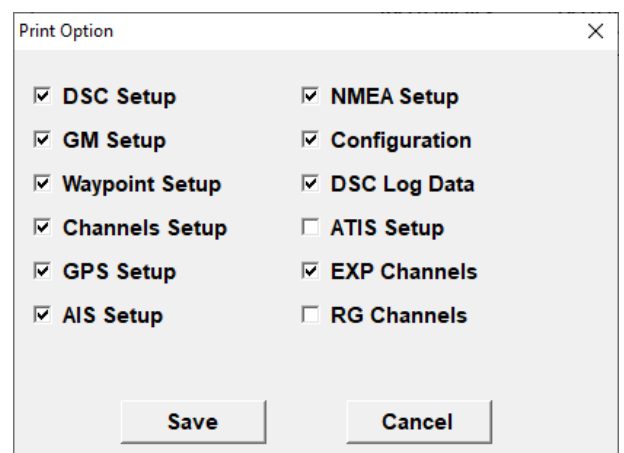 Print Option
DSC Setup
NMEA Setup
GM Setup
Configuration
Waypoint Setup
DSC Log Data
Channels Setup
ATIS Setup
GPS Setup
EXP Channels
AIS Setup
RG Channels
Save
Cancel